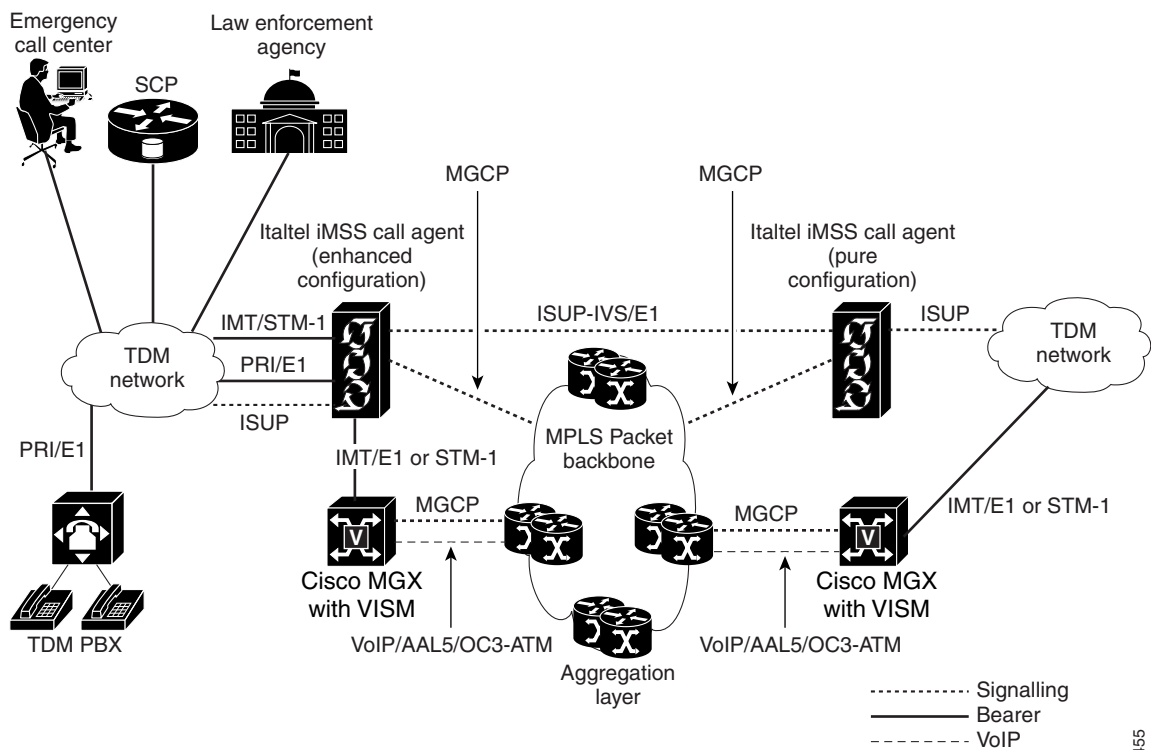 Emergency
call center
SCP
Law enforcement
agency
MGCP
MGCP
Italtel iMSS call agent
(enhanced
configuration)
Italtel iMSS call agent
(pure
configuration)
IMT/STM-1
ISUP-IVS/E1
ISUP
TDM
network
TDM
network
PRI/E1
ISUP
PRI/E1
MPLS Packet
backbone
IMT/E1 or STM-1
MGCP
MGCP
IMT/E1 or STM-1
V
V
Cisco MGX
with VISM
Cisco MGX
with VISM
TDM PBX
VoIP/AAL5/OC3-ATM
VoIP/AAL5/OC3-ATM
Aggregation
layer
Signalling
Bearer
VoIP
455